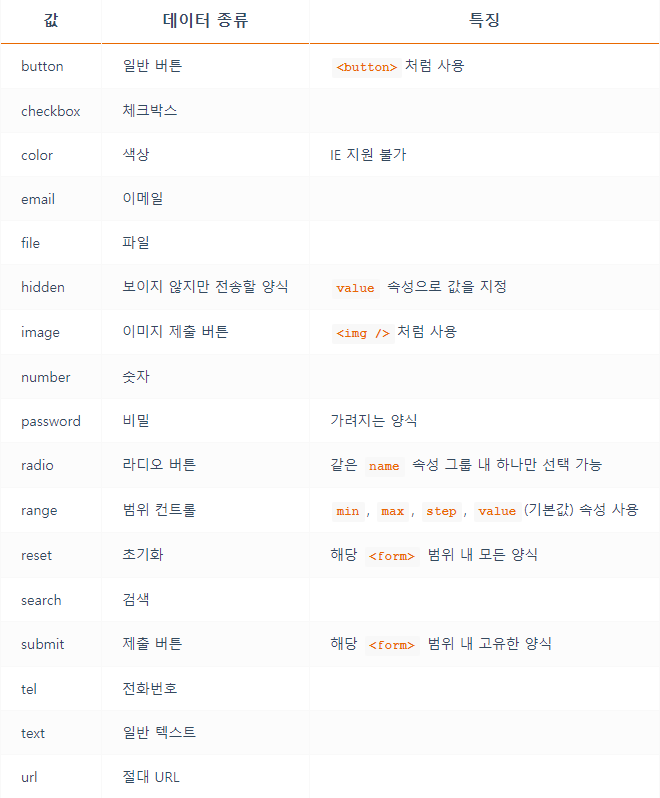 값 데이터 종류 특징
button 일반 버튼 <button> 처럼 사용
checkbox 체크박스
color 색상 IE 지원 불가
email 이메일
file 파일
hidden 보이지 않지만 전송할 양식 value 속성으로 값을 지정
image 이미지 제출 버튼 <img /> 처럼 사용
number 숫자
password 비밀 가려지는 양식
radio 라디오 버튼 같은 name 속성 그룹 내 하나만 선택 가능
range 범위 컨트롤 min , max , step , value (기본값) 속성 사용
reset 초기화 해당 <form> 범위 내 모든 양식
search 검색
submit 제출 버튼 해당 <form> 범위 내 고유한 양식
tel 전화번호
text 일반 텍스트
url 절대 URL